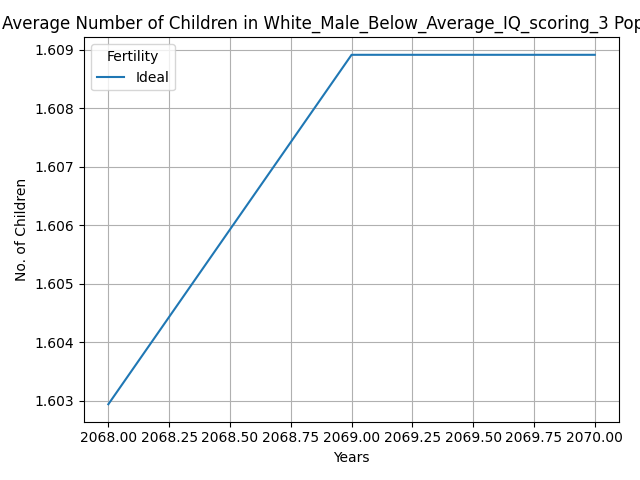 Average Number of Children in White_Male_Below_Average_IQ_scoring_3 Pop
Fertility
Ideal
1.609
1.608
1.607
1.606
1.605
1.604
1.603
No. of Children
2068.00 2068.25 2068.50 2068.75 2069.00 2069.25 2069.50 2069.75 2070.00
Years